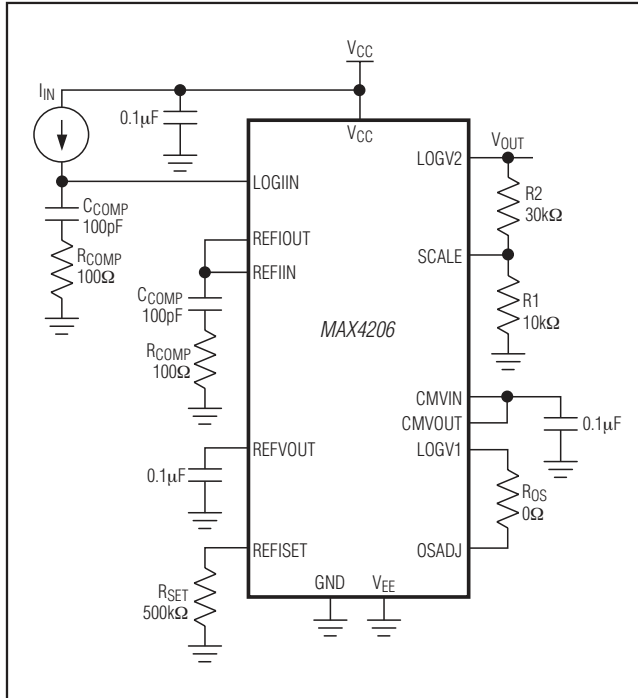 VCC
IIN
0.1µF
VCC
LOGIIN
CCOMP
100pF
RCOMP
100Ω
REFIOUT
REFIIN
CCOMP
100pF
RCOMP
100Ω
REFVOUT
0.1µF
REFISET
RSET
500kΩ
MAX4206
GND
VEE
LOGV2
VOUT
R2
30kΩ
SCALE
R1
10kΩ
CMVIN
CMVOUT
0.1µF
LOGV1
ROS
0Ω
OSADJ